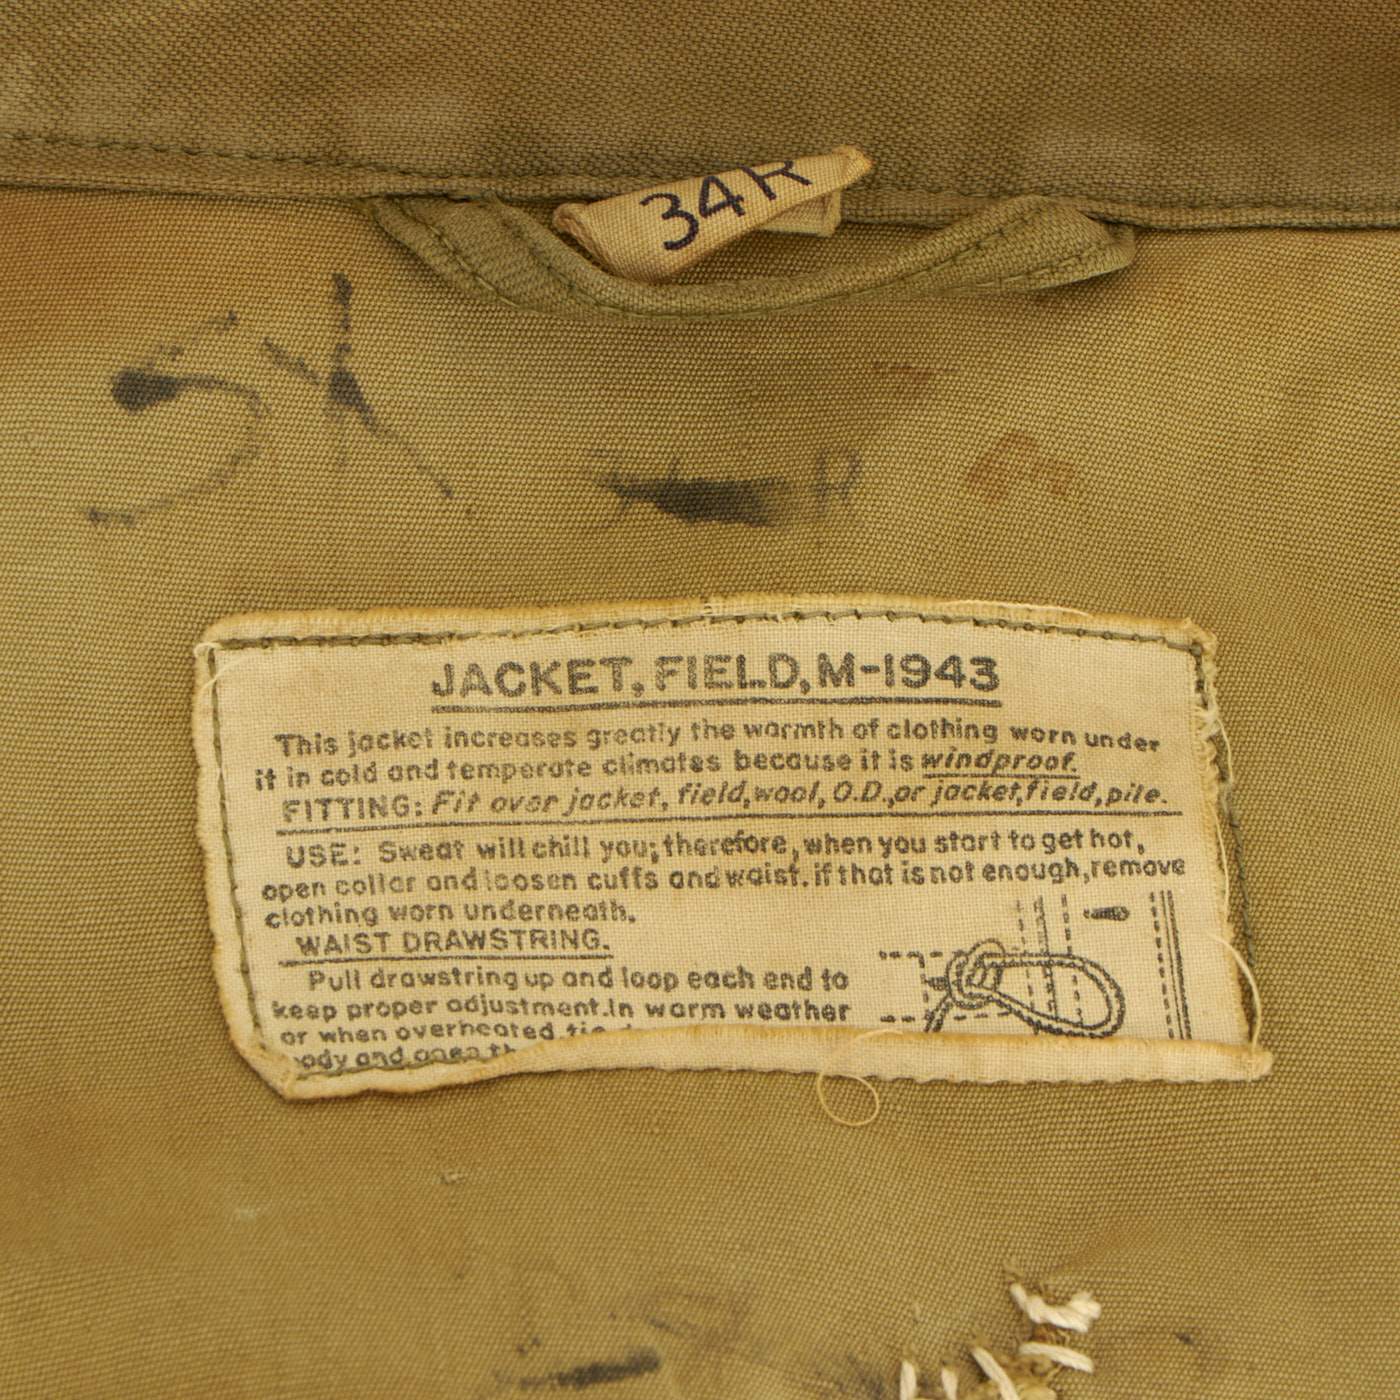 34R
JACKET, FIELD, M-1943
This jacket increases greatly the warmth of clothing worn under
it in cold and temperate climates because it is windproof.
FITTING: Fit over jacket, field, wool, O.D., or jacket, field, pile.
USE: Sweat will chill you; therefore, when you start to get hot,
open collar and loosen cuffs and waist. if that is not enough, remove
clothing worn underneath.
WAIST DRAWSTRING.
Pull drawstring up and loop each end to
keep proper adjustment. In warm weather
or when overheated, tie
body and open